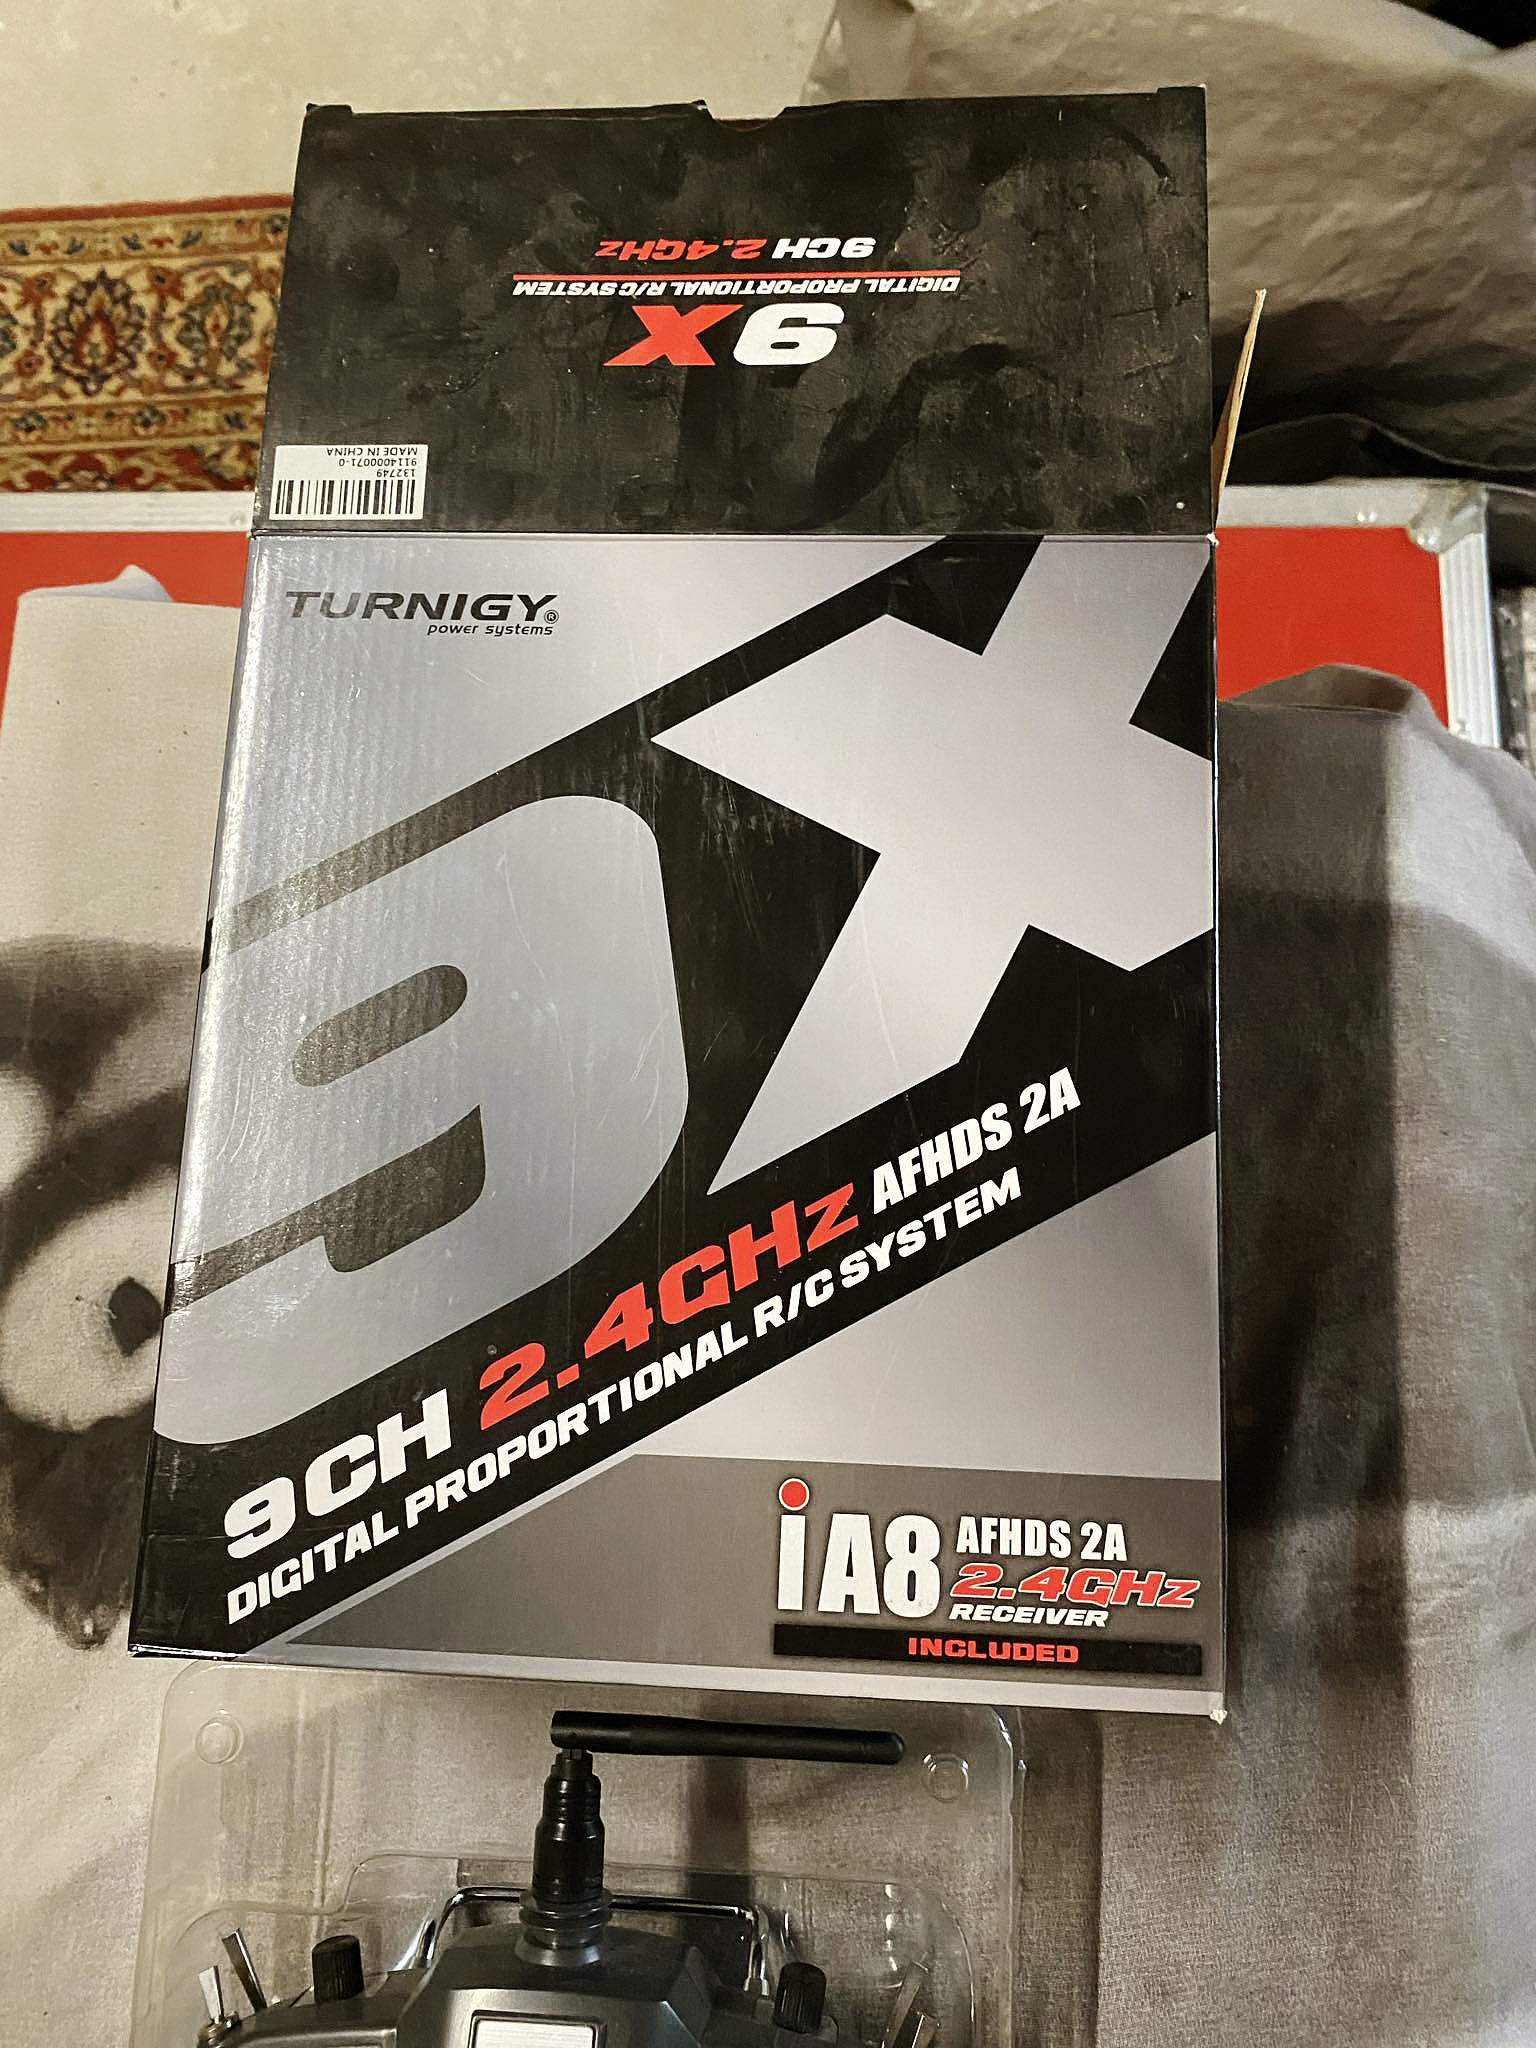 9CH 2.4GHz
DIGITAL PROPORTIONAL R/C SYSTEM
9X
132749
9114000071-0
MADE IN CHINA
TURNIGY®
power systems
9X
9CH 2.4GHz AFHDS 2A
DIGITAL PROPORTIONAL R/C SYSTEM
iA8 AFHDS 2A
2.4GHz
RECEIVER
INCLUDED